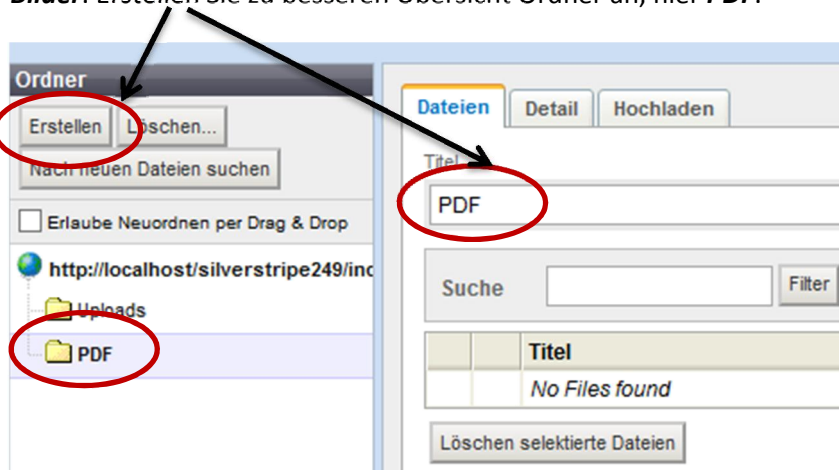 Bilder. Erstellen Sie zu besseren Übersicht Ordner an, hier PDF.
Ordner
Erstellen
Löschen...
Nach neuen Dateien suchen
Erlaube Neuordnen per Drag & Drop
http://localhost/silverstripe249/inc
Uploads
PDF
Dateien
Detail
Hochladen
Titel
PDF
Suche
Filter
Titel
No Files found
Löschen selektierte Dateien